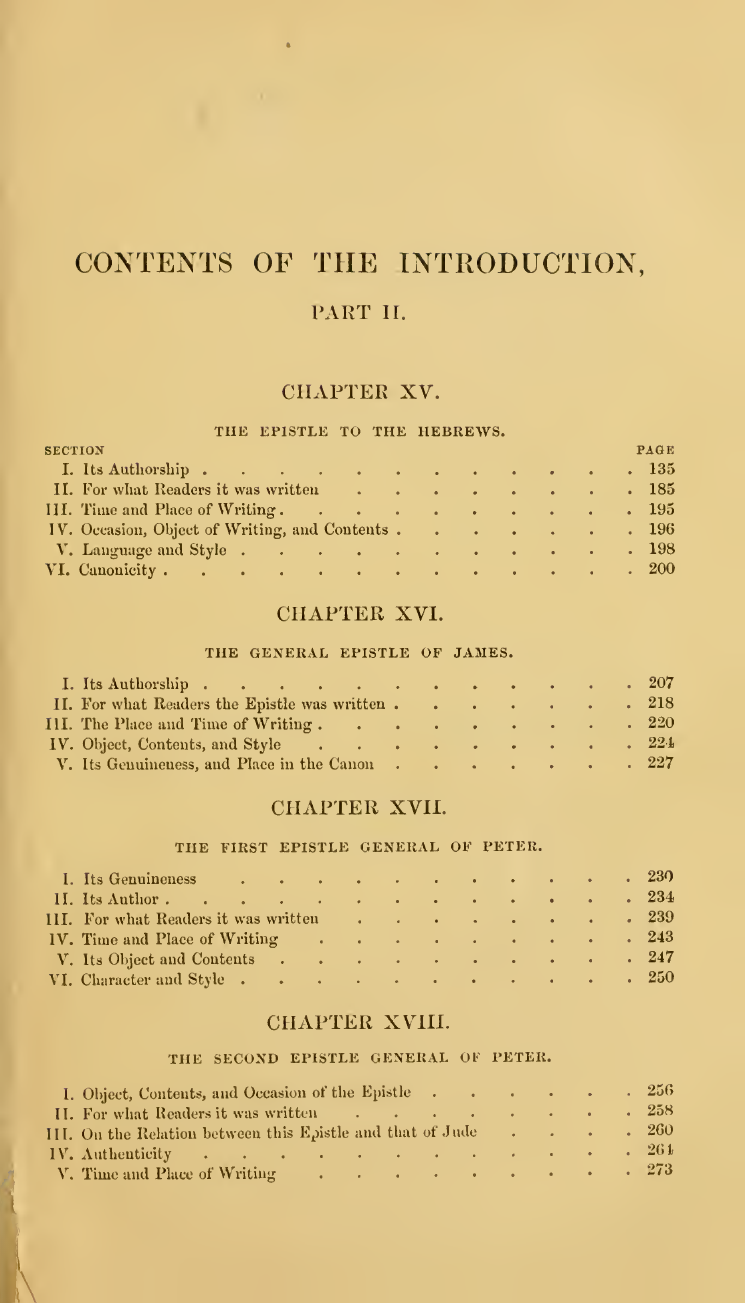 CONTENTS OF THE INTRODUCTION,
PART II.
CHAPTER XV.
THE EPISTLE TO THE HEBREWS.
SECTION PAGE
I. Its Authorship . . . . . . . . . . . . 135
II. For what Readers it was written . . . . . . . . 185
III. Time and Place of Writing . . . . . . . . . . 195
IV. Occasion, Object of Writing, and Contents . . . . . . . 196
V. Language and Style . . . . . . . . . . . 198
VI. Canonicity . . . . . . . . . . . . . 200
CHAPTER XVI.
THE GENERAL EPISTLE OF JAMES.
I. Its Authorship . . . . . . . . . . . . 207
II. For what Readers the Epistle was written . . . . . . . 218
III. The Place and Time of Writing . . . . . . . . . 220
IV. Object, Contents, and Style . . . . . . . . . 224
V. Its Genuineness, and Place in the Canon . . . . . . . 227
CHAPTER XVII.
THE FIRST EPISTLE GENERAL OF PETER.
I. Its Genuineness . . . . . . . . . . . 230
II. Its Author . . . . . . . . . . . . . 234
III. For what Readers it was written . . . . . . . . 239
IV. Time and Place of Writing . . . . . . . . . 243
V. Its Object and Contents . . . . . . . . . . 247
VI. Character and Style . . . . . . . . . . . 250
CHAPTER XVIII.
THE SECOND EPISTLE GENERAL OF PETER.
I. Object, Contents, and Occasion of the Epistle . . . . . . 256
II. For what Readers it was written . . . . . . . . 258
III. On the Relation between this Epistle and that of Jude . . . . 260
IV. Authenticity . . . . . . . . . . . . 264
V. Time and Place of Writing . . . . . . . . . 273